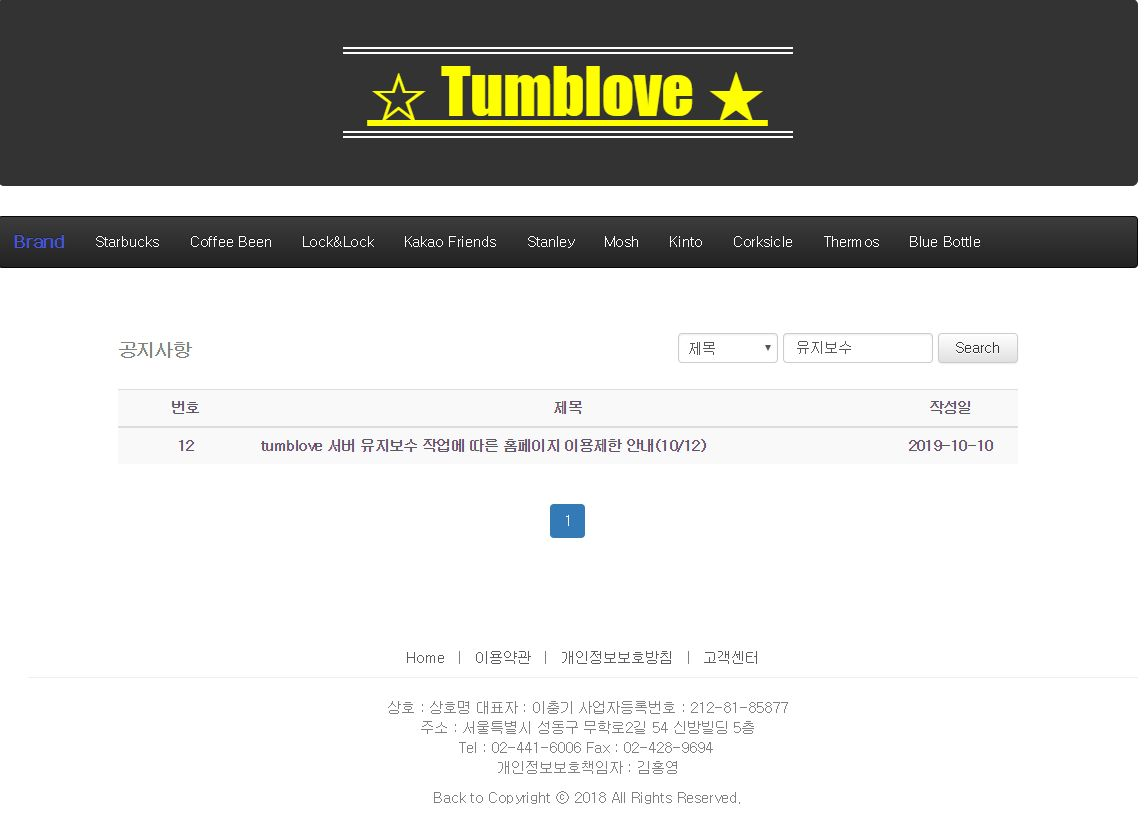 ☆ Tumblove ★
Brand Starbucks Coffee Been Lock&Lock Kakao Friends Stanley Mosh Kinto Corksicle Thermos Blue Bottle
공지사항 제목 유지보수 Search
번호 제목 작성일
12 tumblove 서버 유지보수 작업에 따른 홈페이지 이용제한 안내(10/12) 2019-10-10
1
Home | 이용약관 | 개인정보보호방침 | 고객센터
상호 : 상호명 대표자 : 이충기 사업자등록번호 : 212-81-85877
주소 : 서울특별시 성동구 무학로2길 54 신방빌딩 5층
Tel : 02-441-6006 Fax : 02-428-9694
개인정보보호책임자 : 김홍영
Back to Copyright ⓒ 2018 All Rights Reserved.